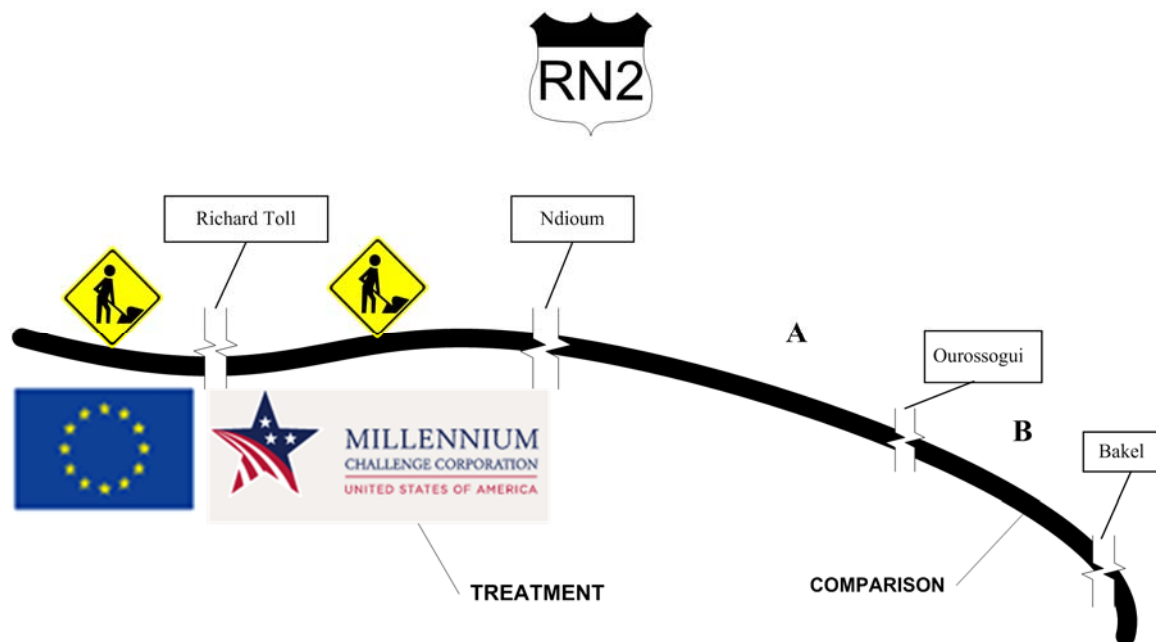 RN2
Richard Toll
Ndioum
A
Ourossogui
B
Bakel
MILLENNIUM
CHALLENGE CORPORATION
UNITED STATES OF AMERICA
TREATMENT
COMPARISON